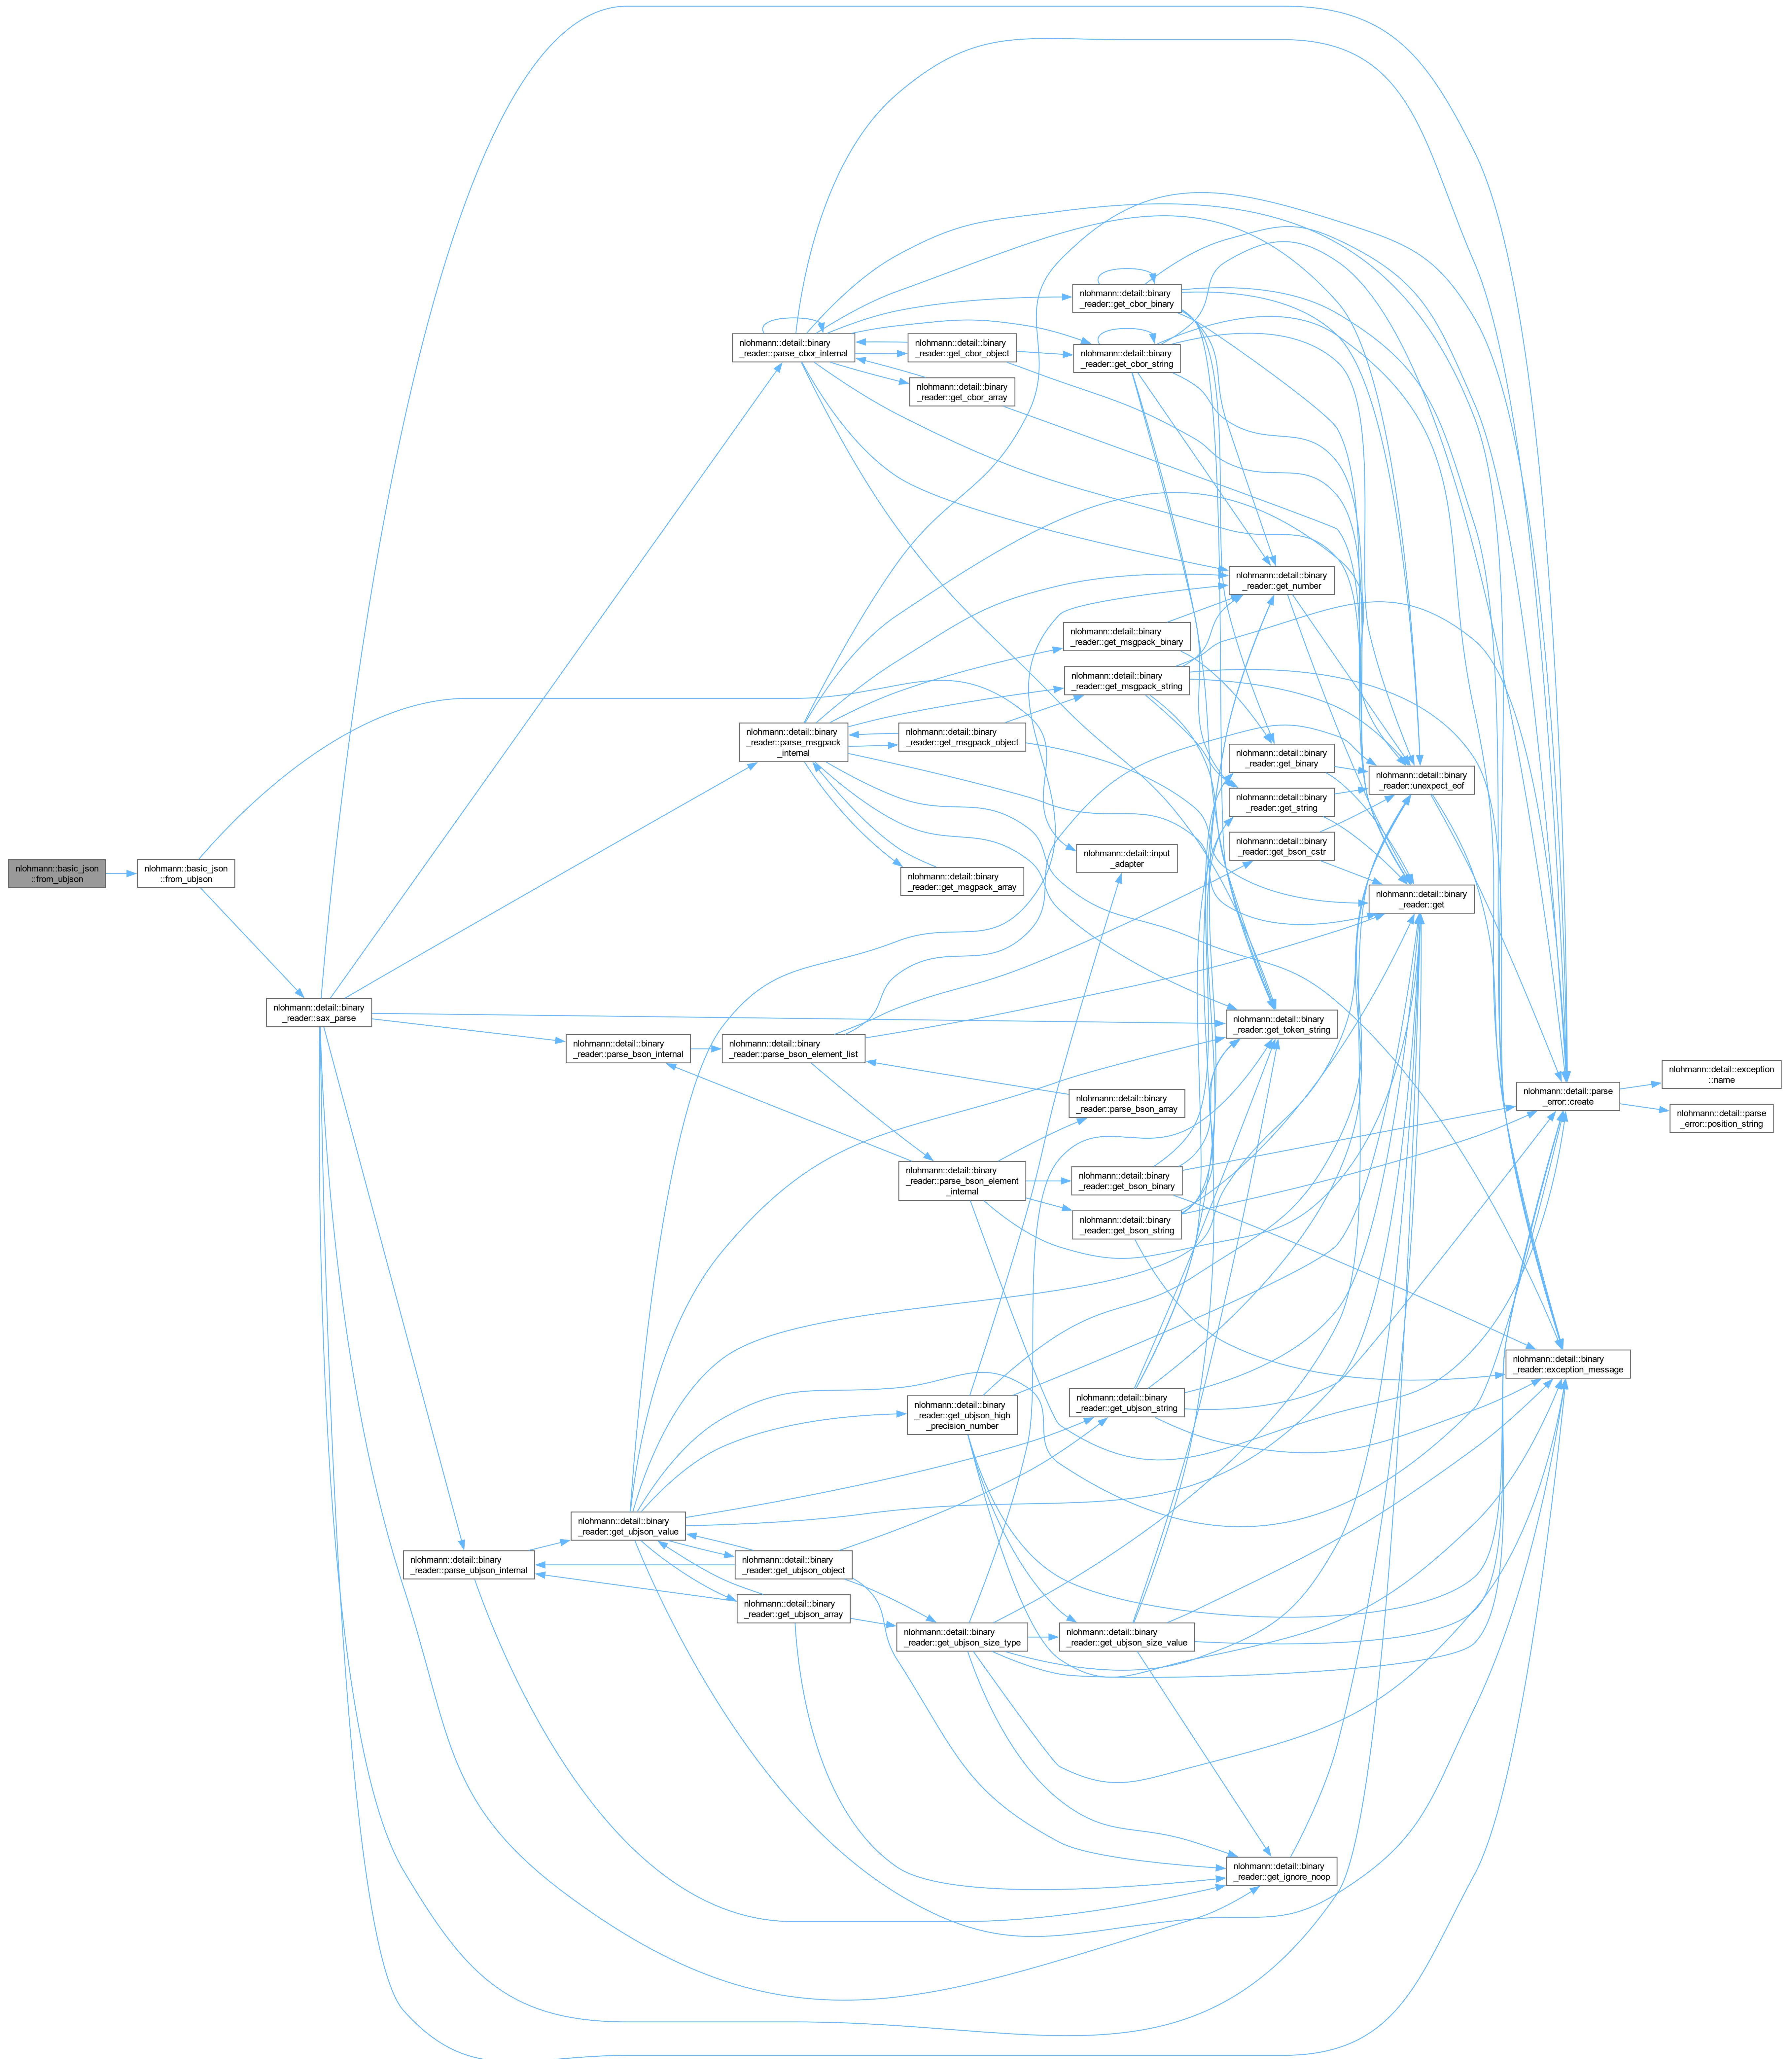 nlohmann::basic_json
::from_ubjson
nlohmann::basic_json
::from_ubjson
nlohmann::detail::binary
_reader::sax_parse
nlohmann::detail::binary
_reader::parse_cbor_internal
nlohmann::detail::binary
_reader::get_cbor_binary
nlohmann::detail::binary
_reader::get_cbor_object
nlohmann::detail::binary
_reader::get_cbor_string
nlohmann::detail::binary
_reader::get_cbor_array
nlohmann::detail::binary
_reader::get_number
nlohmann::detail::binary
_reader::get_msgpack_binary
nlohmann::detail::binary
_reader::get_msgpack_string
nlohmann::detail::binary
_reader::parse_msgpack
_internal
nlohmann::detail::binary
_reader::get_msgpack_object
nlohmann::detail::binary
_reader::get_binary
nlohmann::detail::binary
_reader::unexpect_eof
nlohmann::detail::binary
_reader::get_string
nlohmann::detail::binary
_reader::get_bson_cstr
nlohmann::detail::input
_adapter
nlohmann::detail::binary
_reader::get_msgpack_array
nlohmann::detail::binary
_reader::get
nlohmann::detail::binary
_reader::get_token_string
nlohmann::detail::binary
_reader::parse_bson_internal
nlohmann::detail::binary
_reader::parse_bson_element_list
nlohmann::detail::exception
::name
nlohmann::detail::parse
_error::create
nlohmann::detail::parse
_error::position_string
nlohmann::detail::binary
_reader::parse_bson_array
nlohmann::detail::binary
_reader::parse_bson_element
_internal
nlohmann::detail::binary
_reader::get_bson_binary
nlohmann::detail::binary
_reader::get_bson_string
nlohmann::detail::binary
_reader::exception_message
nlohmann::detail::binary
_reader::get_ubjson_high
_precision_number
nlohmann::detail::binary
_reader::get_ubjson_string
nlohmann::detail::binary
_reader::get_ubjson_value
nlohmann::detail::binary
_reader::parse_ubjson_internal
nlohmann::detail::binary
_reader::get_ubjson_object
nlohmann::detail::binary
_reader::get_ubjson_array
nlohmann::detail::binary
_reader::get_ubjson_size_type
nlohmann::detail::binary
_reader::get_ubjson_size_value
nlohmann::detail::binary
_reader::get_ignore_noop